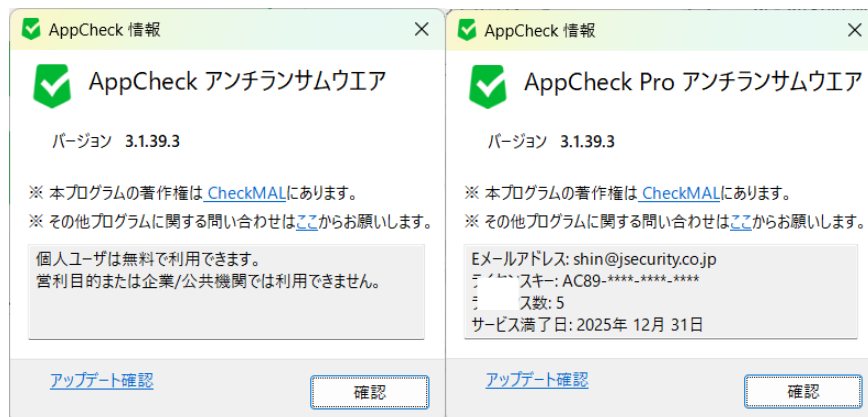 AppCheck 情報
AppCheck アンチランサムウエア
バージョン 3.1.39.3
※ 本プログラムの著作権は CheckMALにあります。
※ その他プログラムに関する問い合わせはここからお願いします。
個人ユーザは無料で利用できます。
営利目的または企業/公共機関では利用できません。
アップデート確認
確認
AppCheck 情報
AppCheck Pro アンチランサムウエア
バージョン 3.1.39.3
※ 本プログラムの著作権は CheckMALにあります。
※ その他プログラムに関する問い合わせはここからお願いします。
Eメールアドレス: shin@jsecurity.co.jp
スキー: AC89-****-****-****
ス数: 5
サービス満了日: 2025年 12月 31日
アップデート確認
確認